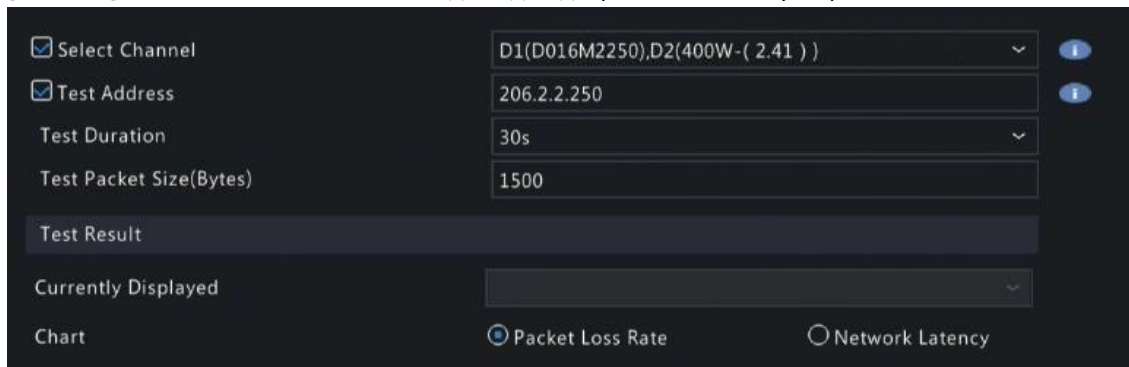 Select Channel D1(D016M2250),D2(400W-( 2.41 ) )
Test Address 206.2.2.250
Test Duration 30s
Test Packet Size(Bytes) 1500
Test Result
Currently Displayed
Chart Packet Loss Rate Network Latency